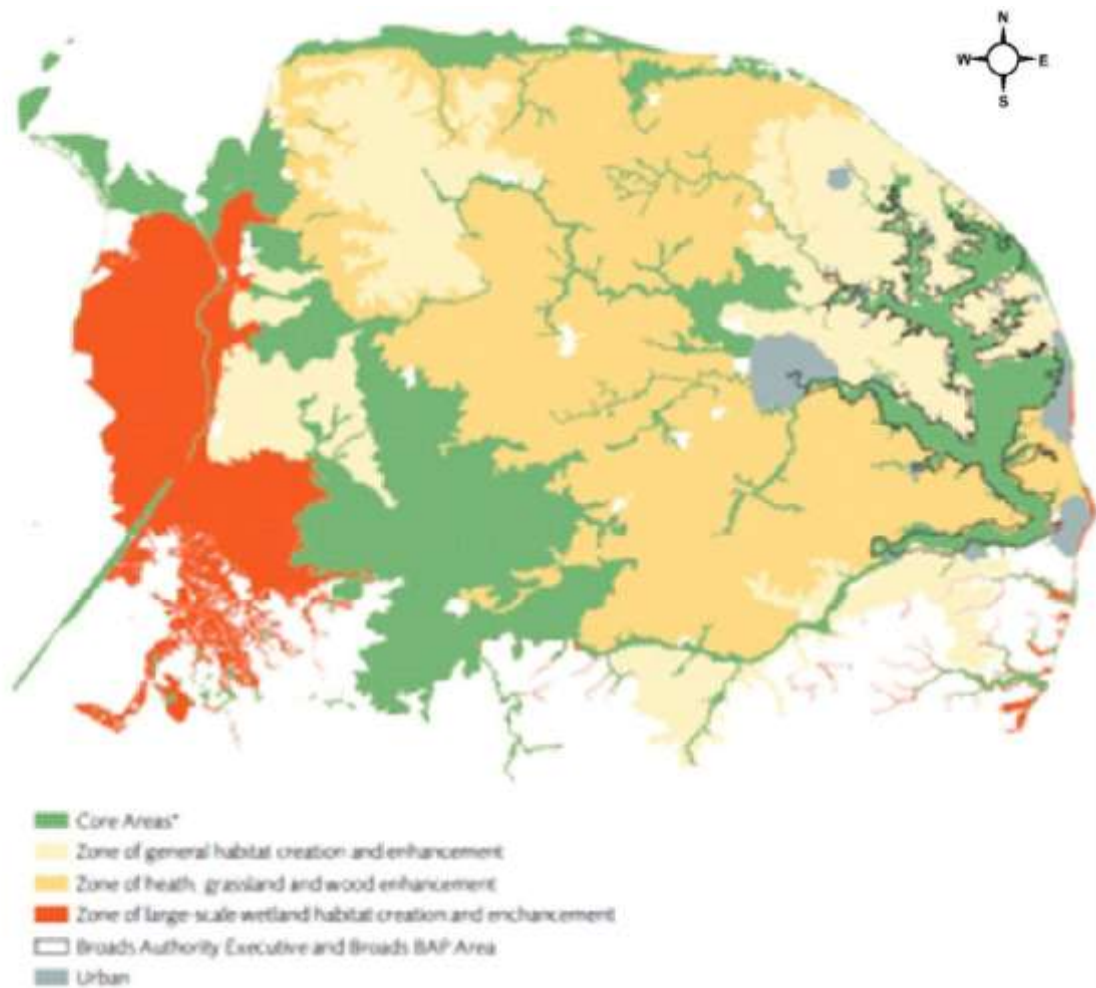 N
W E
S
Core Areas*
Zone of general habitat creation and enhancement
Zone of heath, grassland and wood enhancement
Zone of large-scale wetland habitat creation and enchancement
Broads Authority Executive and Broads BAP Area
Urban